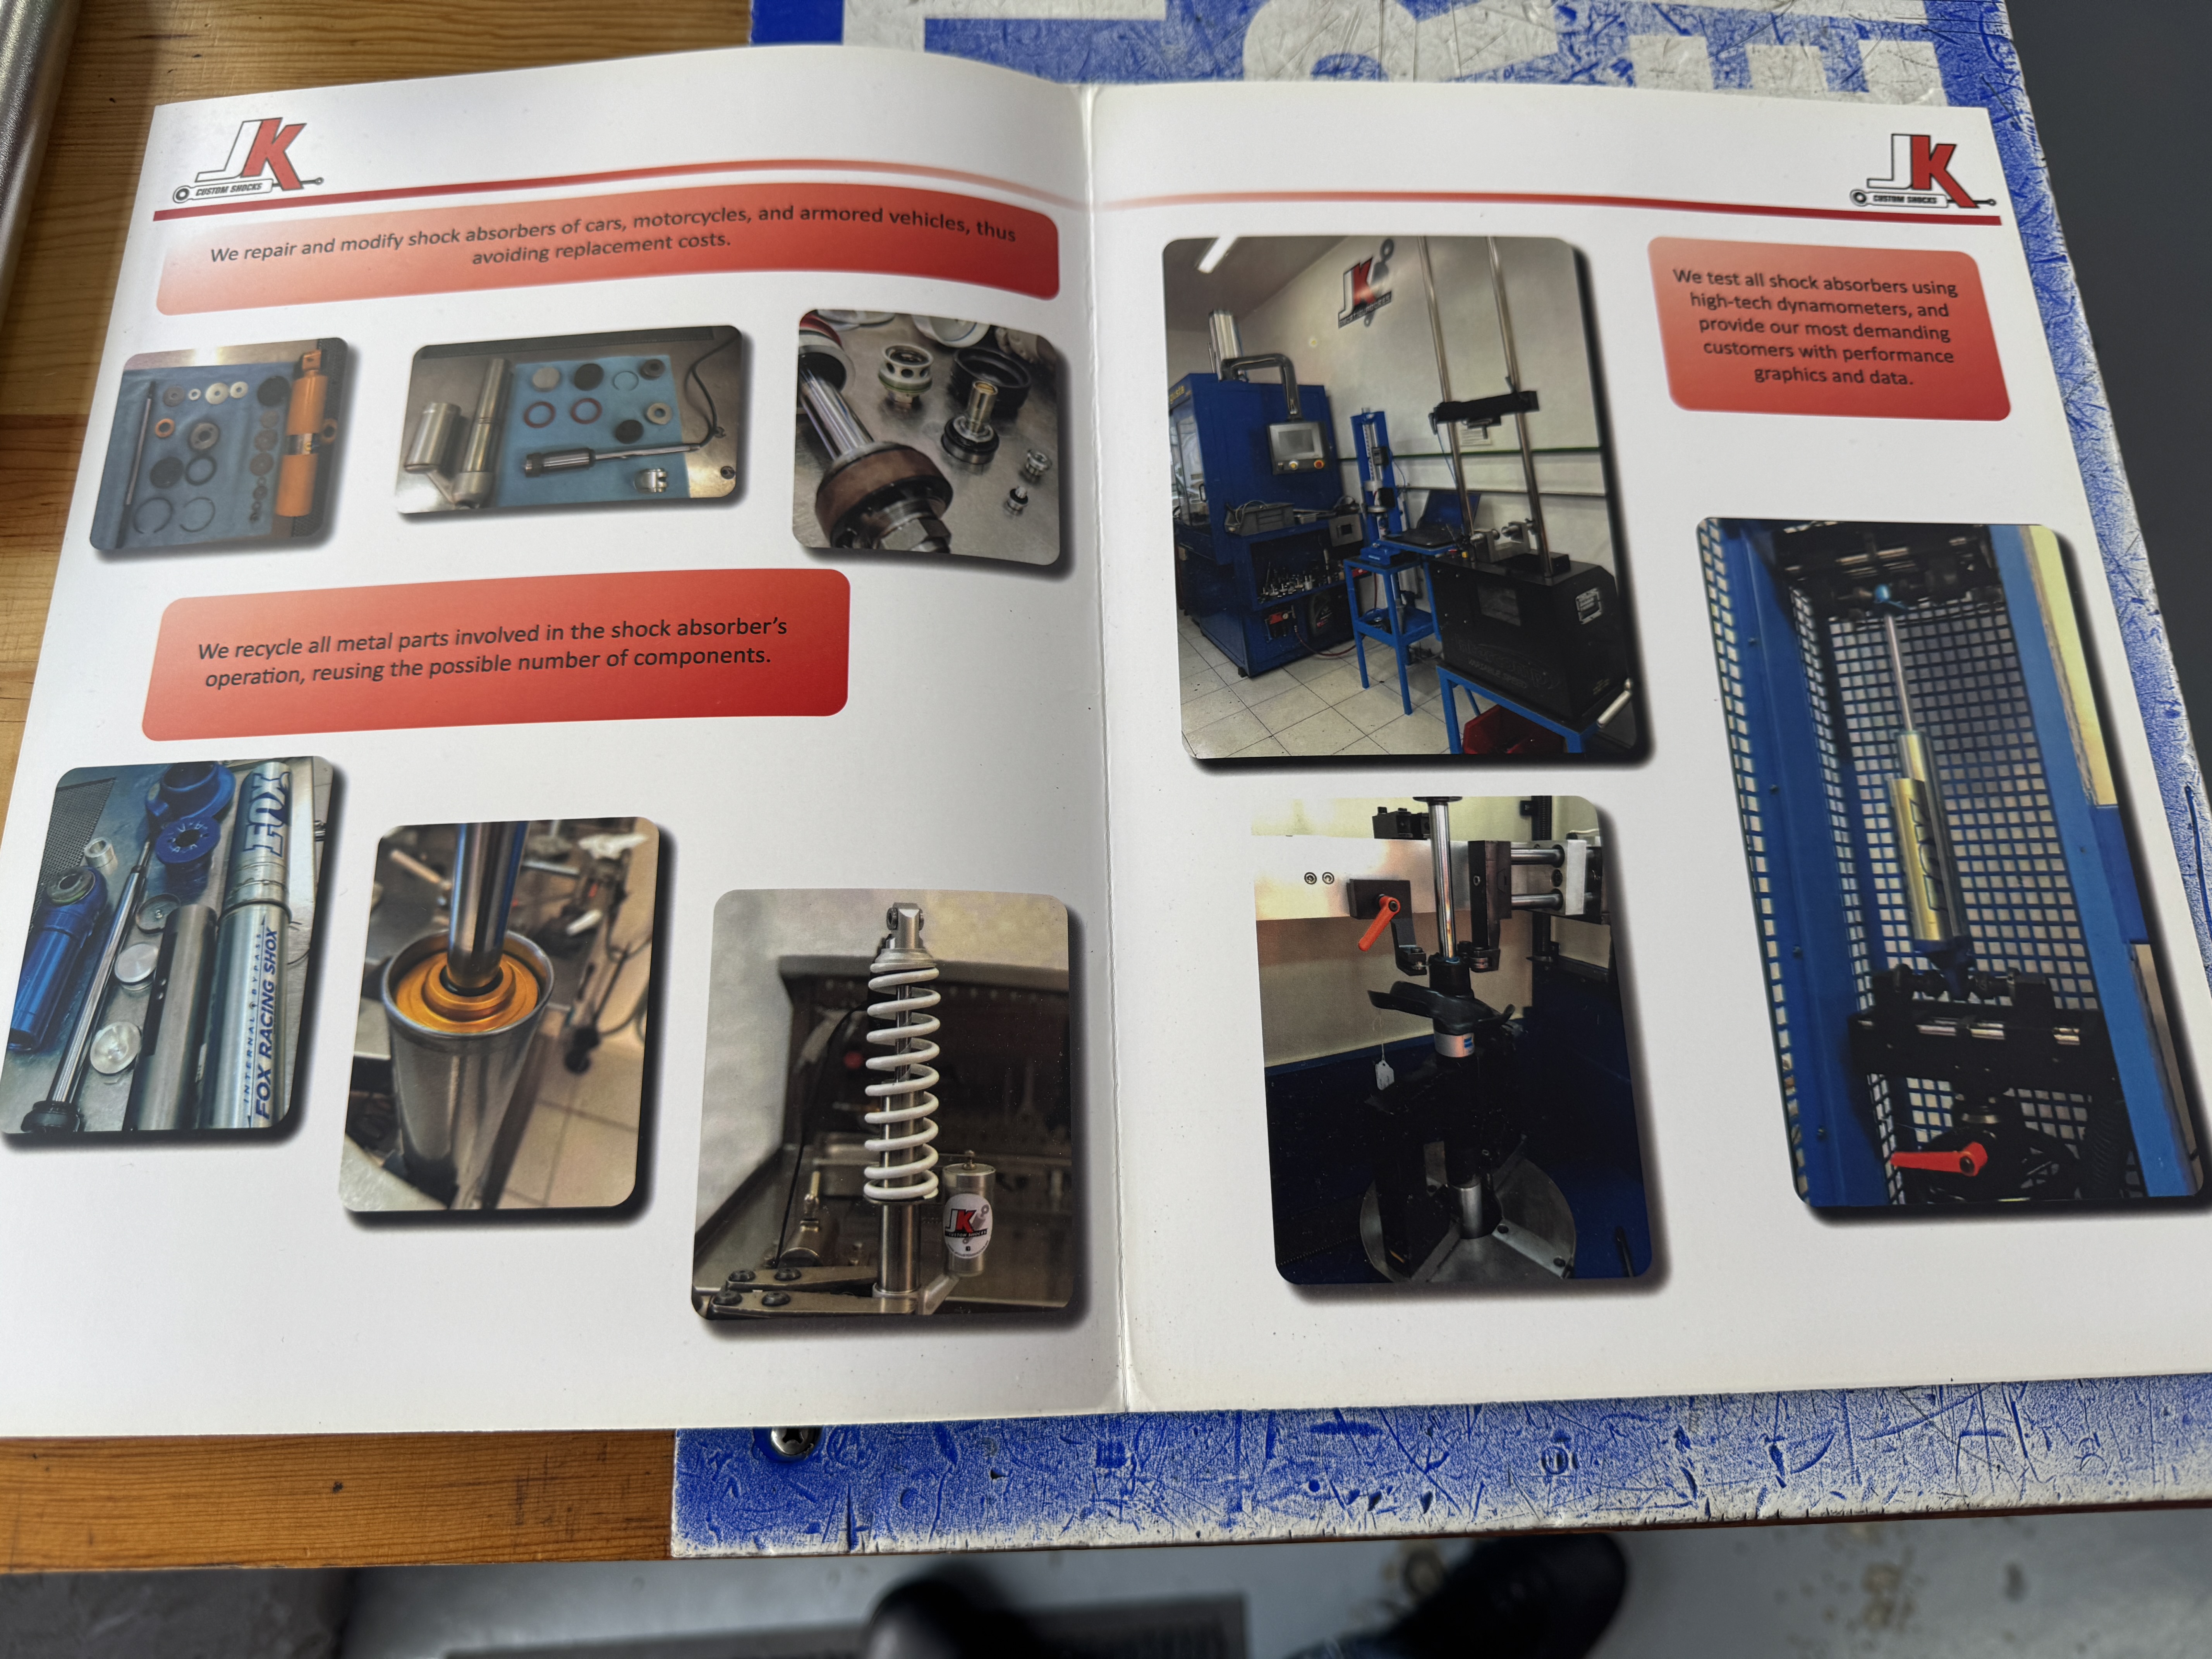 JK
CUSTOM SHOCKS
We repair and modify shock absorbers of cars, motorcycles, and armored vehicles, thus
avoiding replacement costs.
We recycle all metal parts involved in the shock absorber's
operation, reusing the possible number of components.
FOX
INTERNAL BYPASS
FOX RACING SHOX
JK
JK
CUSTOM SHOCKS
JK
We test all shock absorbers using
high-tech dynamometers, and
provide our most demanding
customers with performance
graphics and data.
FOX